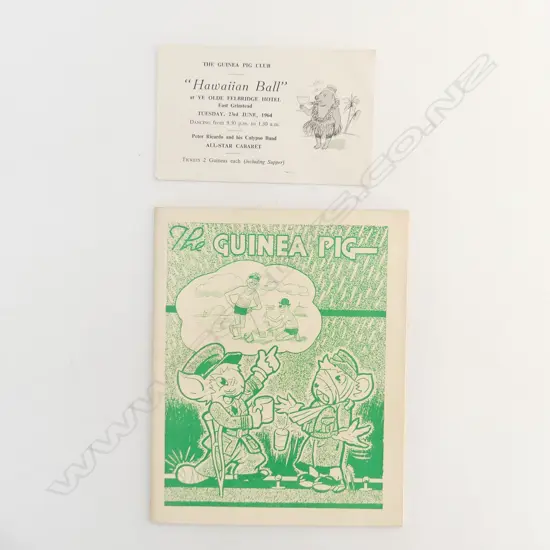 THE GUINEA PIG CLUB
"Hawaiian Ball"
at YE OLDE FELBRIDGE HOTEL
East Grinstead
TUESDAY, 23rd JUNE, 1964
DANCING from 8.30 p.m. to 1.30 a.m.
Peter Ricardo and his Calypso Band
ALL-STAR CABARET
TICKETS 2 Guineas each (Including Supper)
The GUINEA PIG